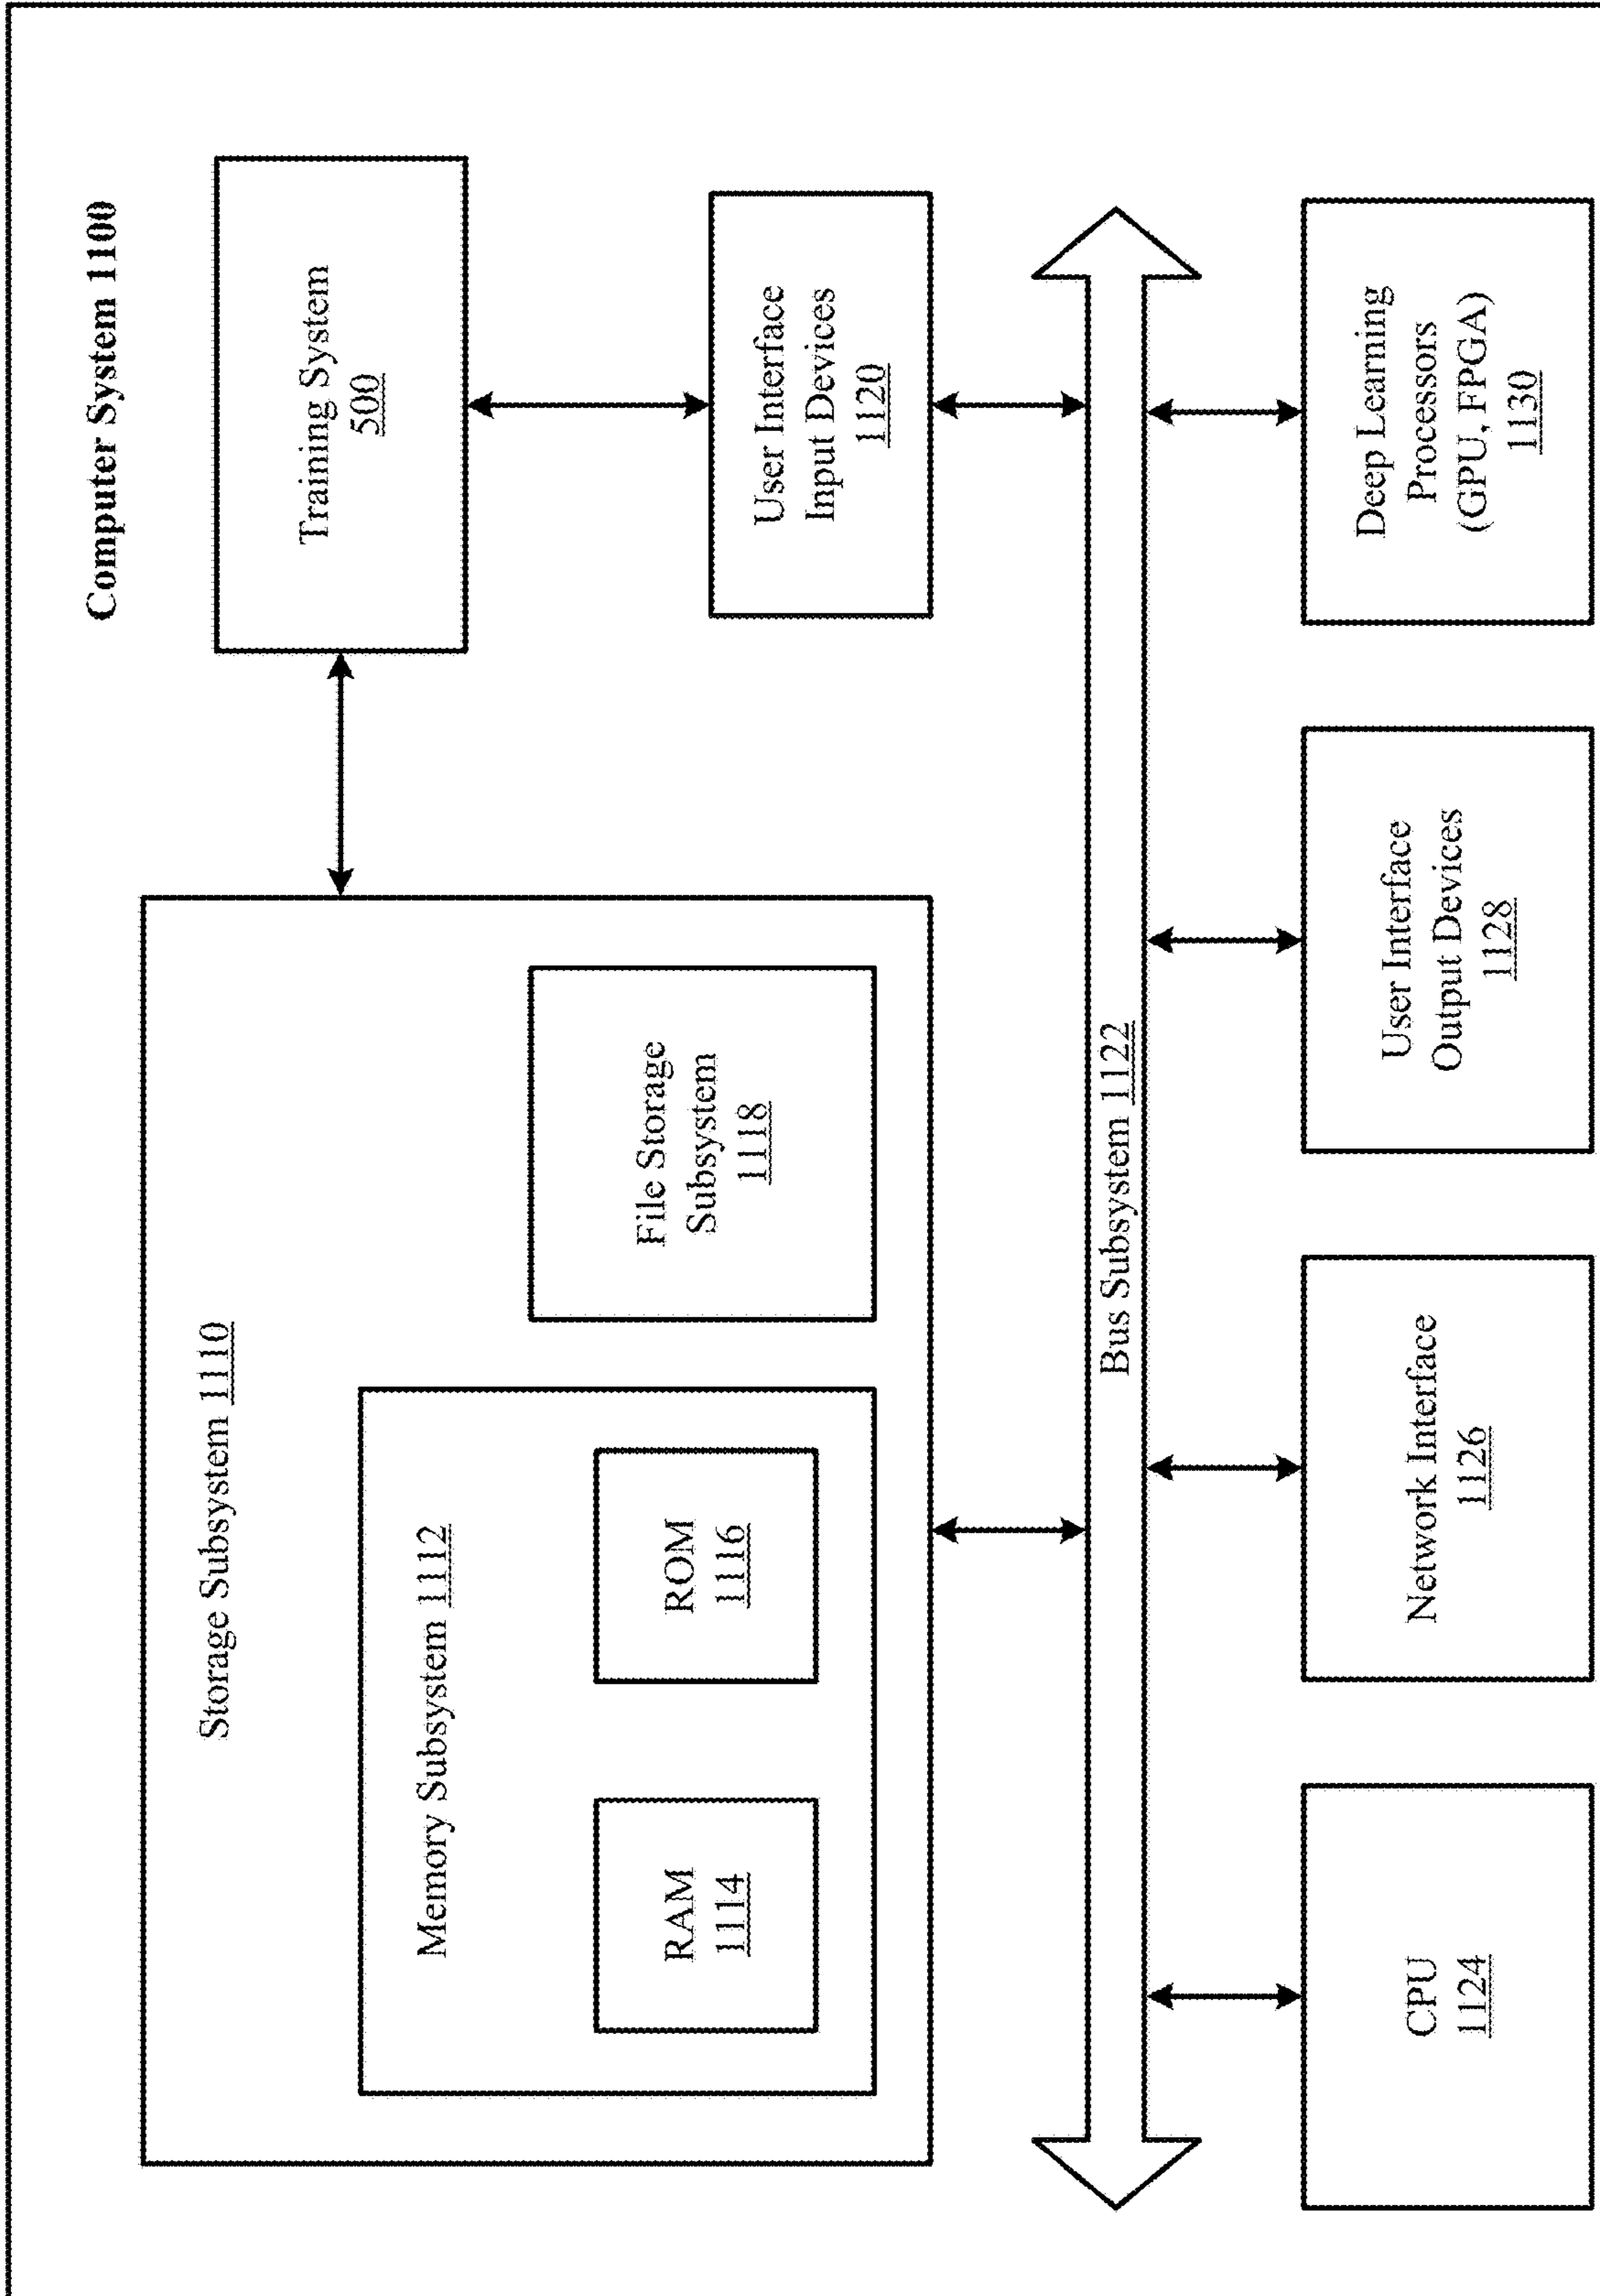 Computer System 1100
Storage Subsystem 1110
Training System
500
Memory Subsystem 1112
RAM
1114
ROM
1116
File Storage
Subsystem
1118
User Interface
Input Devices
1120
Bus Subsystem 1122
CPU
1124
Network Interface
1126
User Interface
Output Devices
1128
Deep Learning
Processors
(GPU, FPGA)
1130